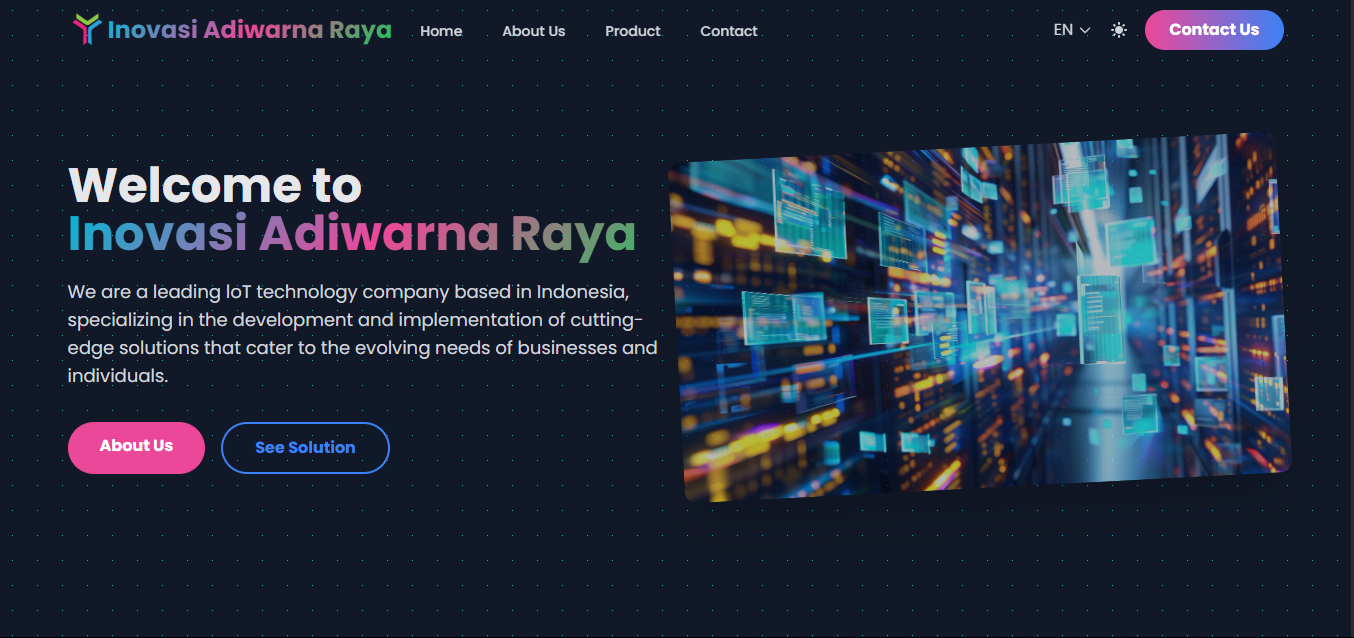 Inovasi Adiwarna Raya
Home
About Us
Product
Contact
EN
Contact Us
Welcome to
Inovasi Adiwarna Raya
We are a leading IoT technology company based in Indonesia,
specializing in the development and implementation of cutting-
edge solutions that cater to the evolving needs of businesses and
individuals.
About Us
See Solution